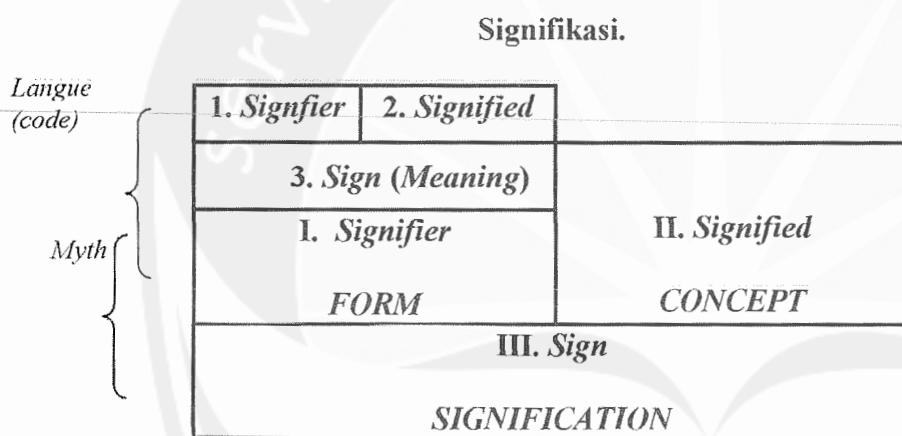 Signifikasi.
Langue
(code)
1. Signfier 2. Signified
3. Sign (Meaning)
Myth
I. Signifier
II. Signified
FORM
CONCEPT
III. Sign
SIGNIFICATION